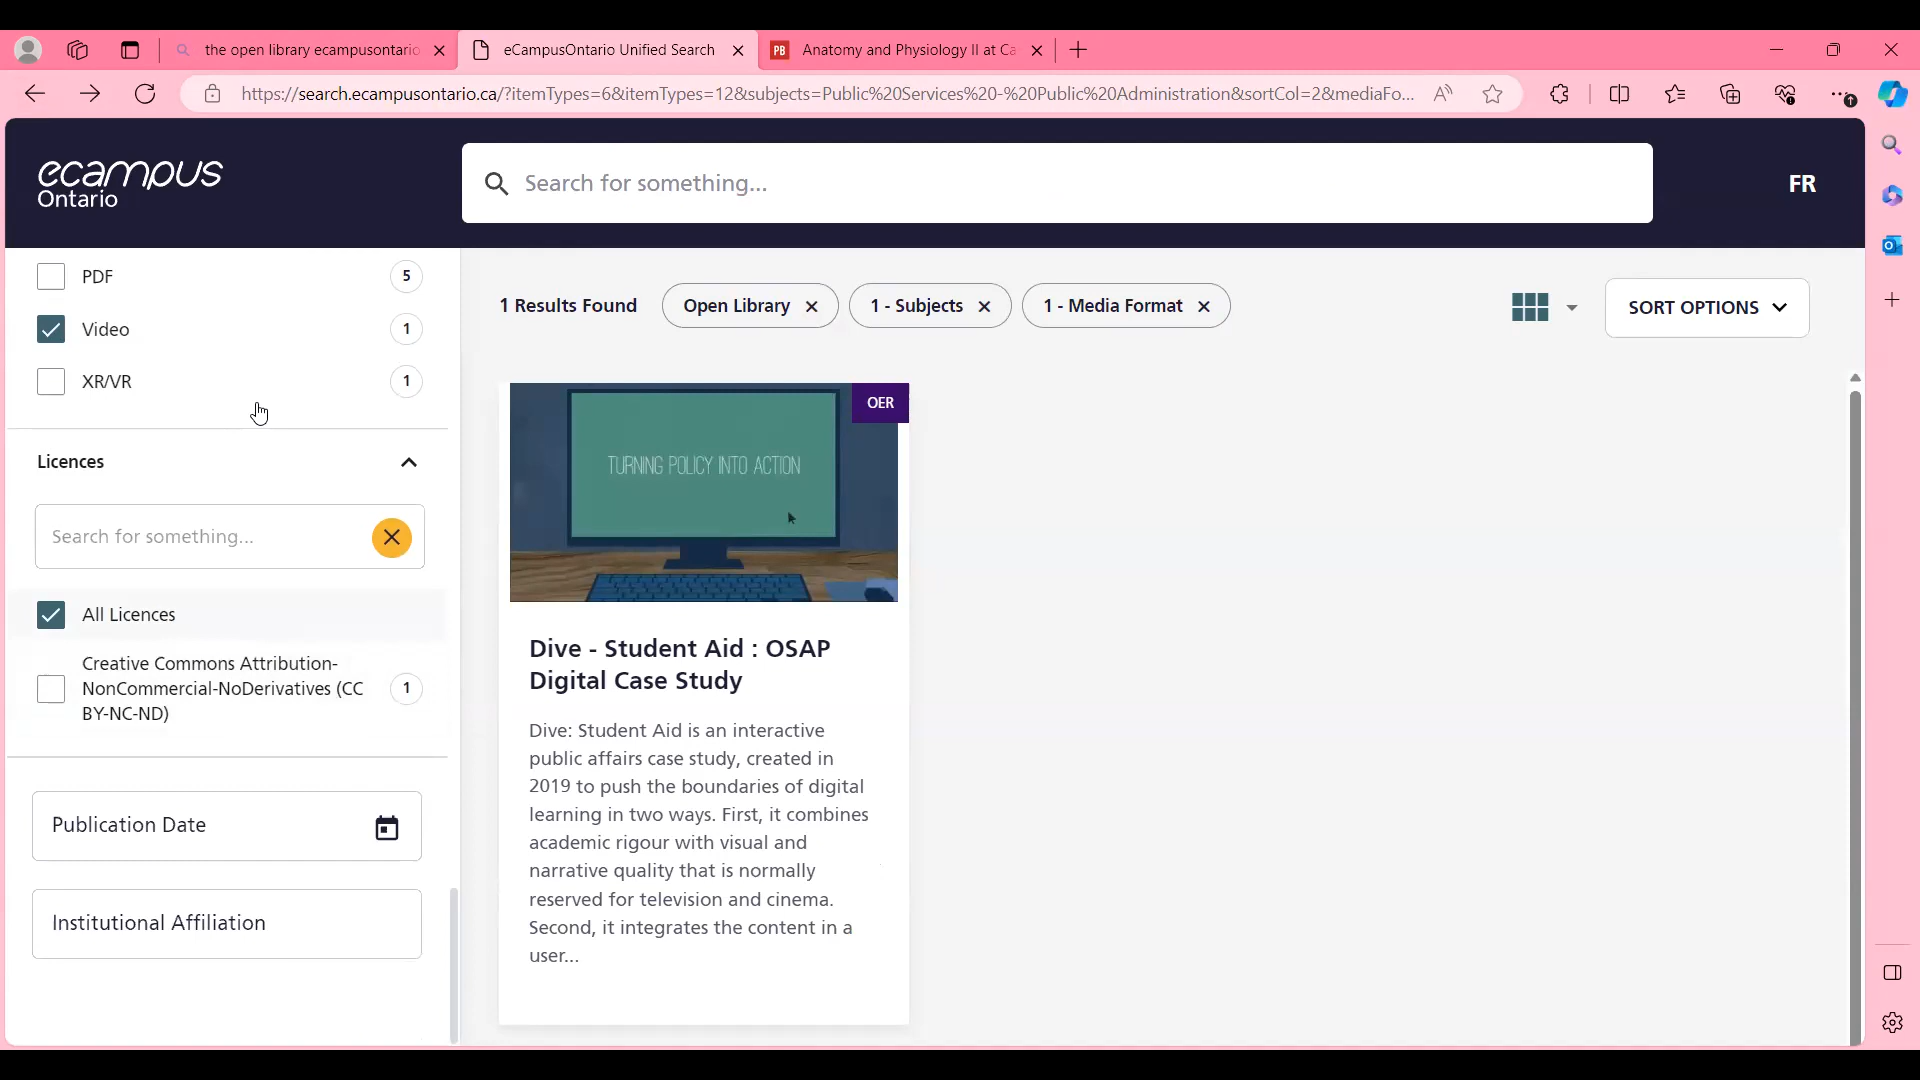 the open library ecampusontario
eCampusOntario Unified Search
PB
Anatomy and Physiology II at Ca
https://search.ecampusontario.ca/?itemTypes=6&itemTypes=12&subjects=Public%20Services%20-%20Public%20Administration&sortCol=2&mediaFo...
ecampus
Ontario
Search for something...
FR
PDF
5
Video
1
XR/VR
1
Licences
Search for something...
All Licences
Creative Commons Attribution-
NonCommercial-NoDerivatives (CC
BY-NC-ND)
1
Publication Date
Institutional Affiliation
1 Results Found
Open Library
1 - Subjects
1 - Media Format
SORT OPTIONS
OER
TURNING POLICY INTO ACTION
Dive - Student Aid : OSAP
Digital Case Study
Dive: Student Aid is an interactive
public affairs case study, created in
2019 to push the boundaries of digital
learning in two ways. First, it combines
academic rigour with visual and
narrative quality that is normally
reserved for television and cinema.
Second, it integrates the content in a
user...